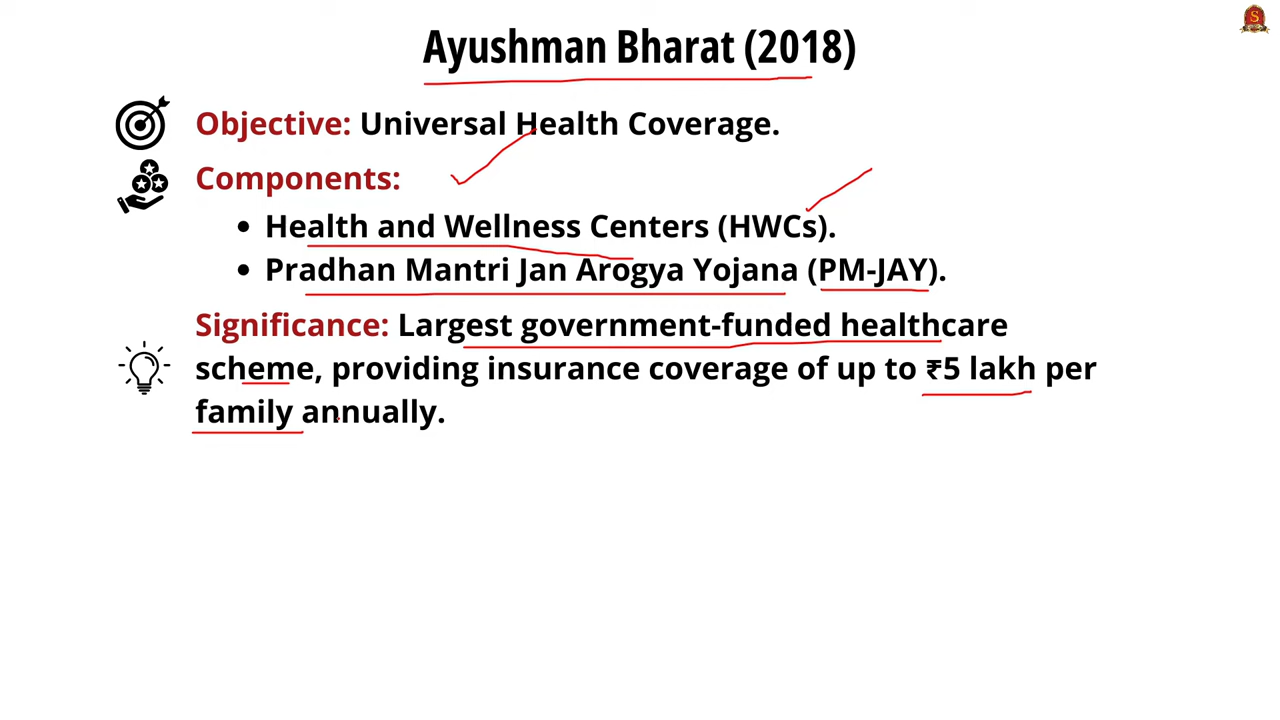 Ayushman Bharat (2018)
Objective: Universal Health Coverage.
Components:
• Health and Wellness Centers (HWCs).
• Pradhan Mantri Jan Arogya Yojana (PM-JAY).
Significance: Largest government-funded healthcare
scheme, providing insurance coverage of up to ₹5 lakh per
family annually.